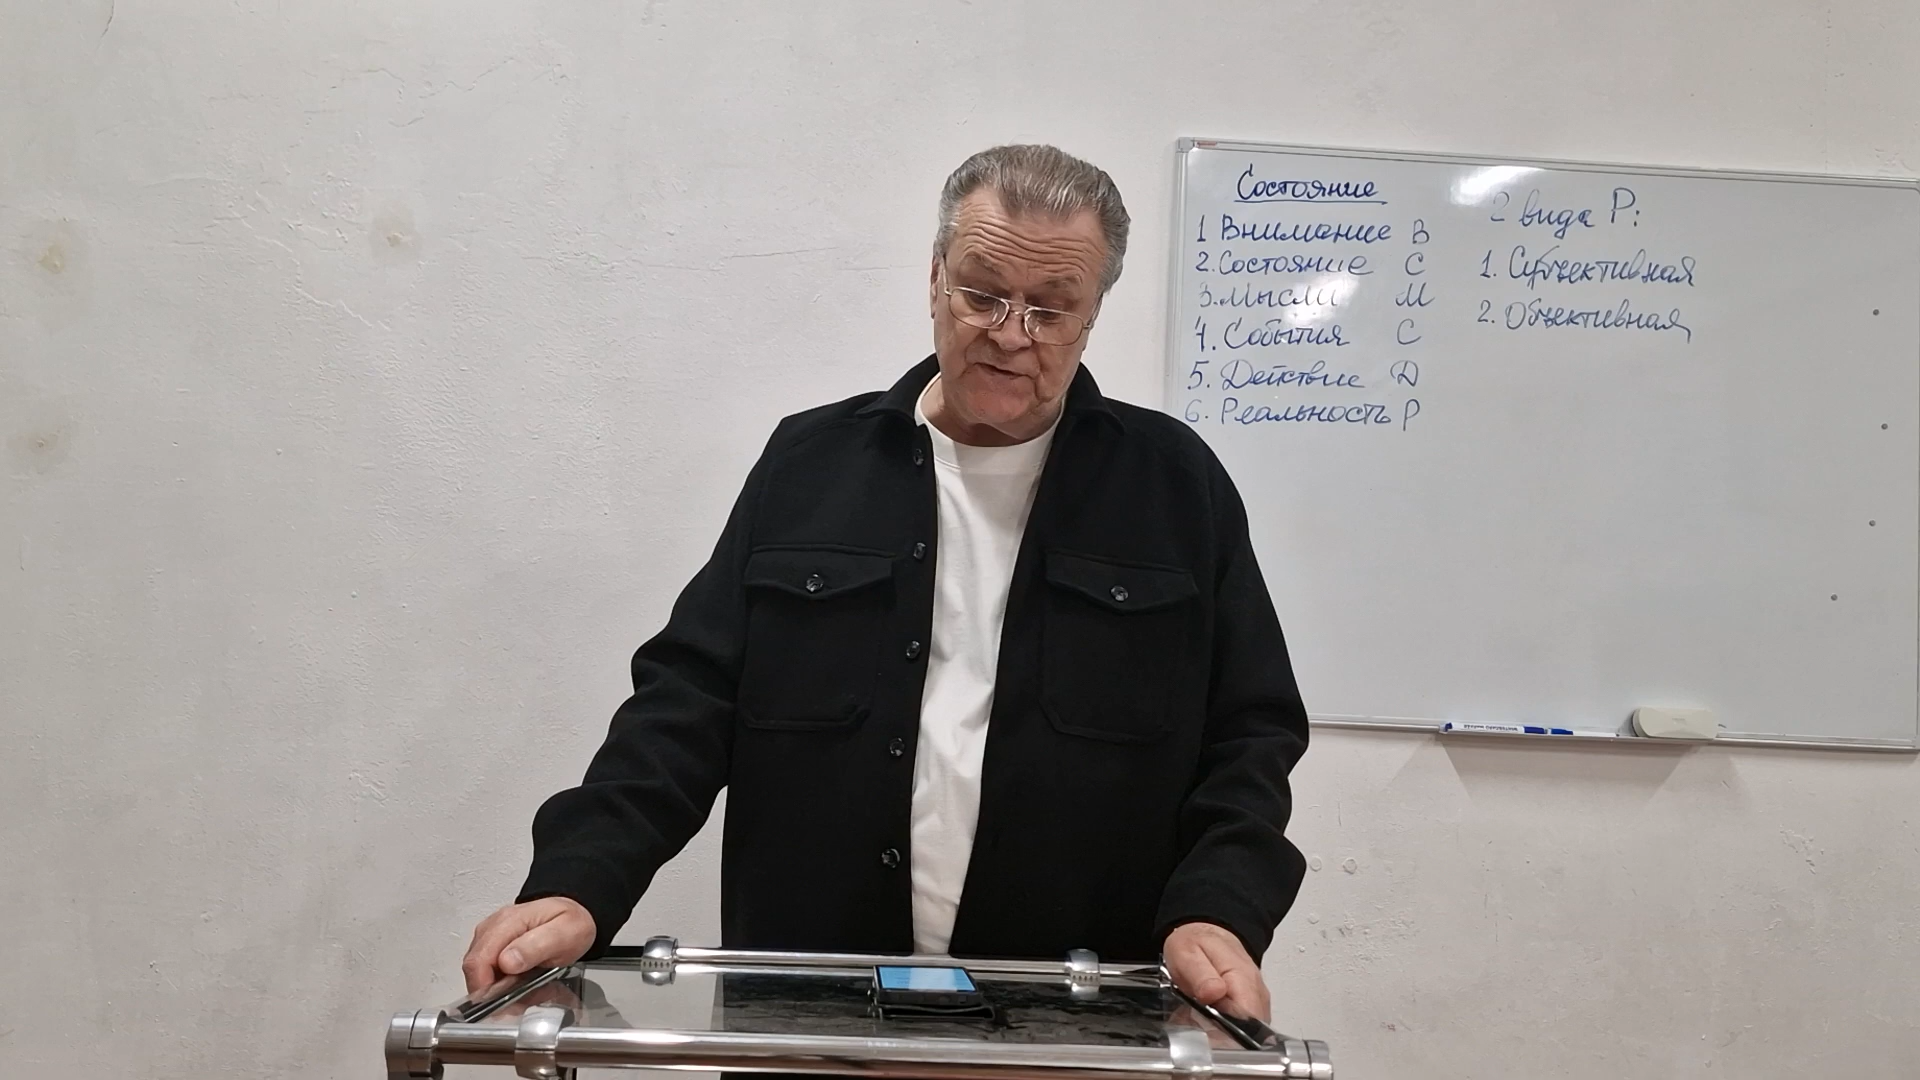 Состояние
1 Внимание В
2. Состояние С
3. Мысли М
4. События С
5. Действие Д
6. Реальность Р
2 вида Р:
1. Субъективная
2. Объективная